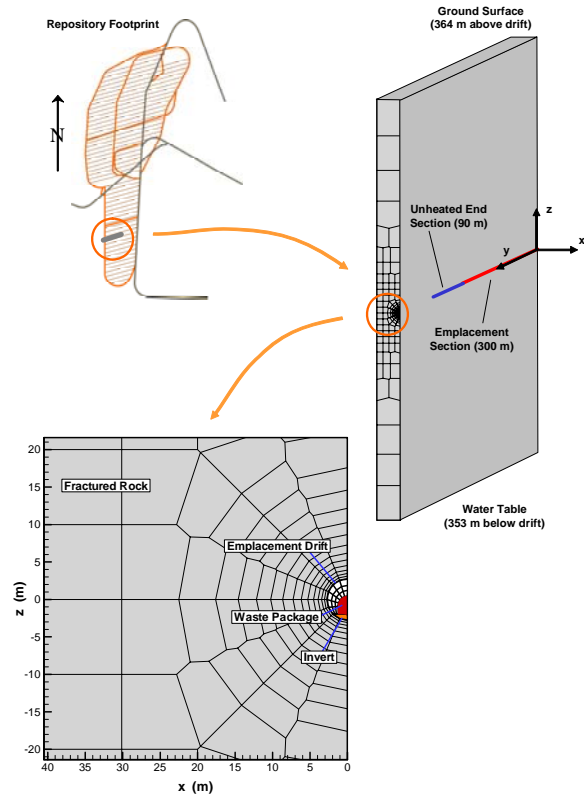 Repository Footprint
N
Ground Surface
(364 m above drift)
Unheated End
Section (90 m)
z
x
y
Emplacement
Section (300 m)
Water Table
(353 m below drift)
20
15
10
5
0
-5
-10
-15
-20
z (m)
Fractured Rock
Emplacement Drift
Waste Package
Invert
40 35 30 25 20 15 10 5 0
x (m)